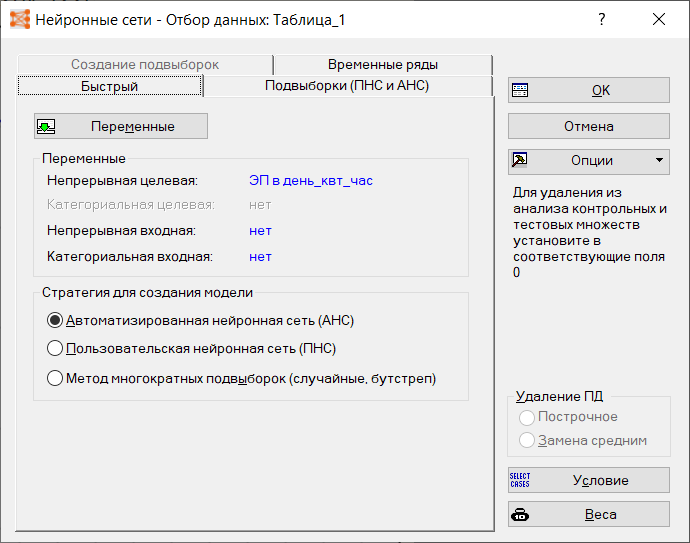 Нейронные сети - Отбор данных: Таблица_1
?
Создание подвыборок
Временные ряды
Быстрый
Подвыборки (ПНС и АНС)
Переменные
Переменные
Непрерывная целевая: ЭП в день_квт_час
Категориальная целевая: нет
Непрерывная входная: нет
Категориальная входная: нет
Стратегия для создания модели
Автоматизированная нейронная сеть (АНС)
Пользовательская нейронная сеть (ПНС)
Метод многократных подвыборок (случайные, бутстреп)
OK
Отмена
Опции
Для удаления из
анализа контрольных и
тестовых множеств
установите в
соответствующие поля
0
Удаление ПД
Построчное
Замена средним
SELECT
CASES
Условие
Веса